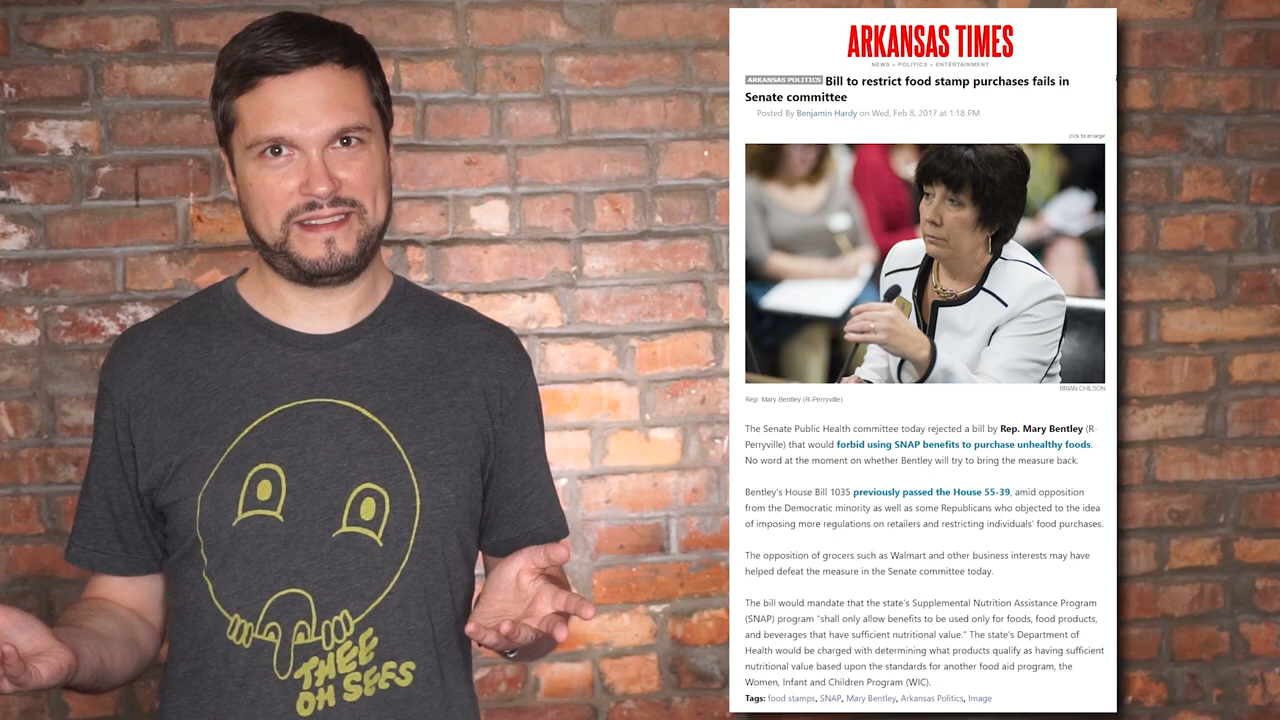 THEE
OH SEES
ARKANSAS TIMES
NEWS + POLITICS + ENTERTAINMENT
ARKANSAS POLITICS Bill to restrict food stamp purchases fails in
Senate committee
Posted By Benjamin Hardy on Wed, Feb 8, 2017 at 1:18 PM
click to enlarge
BRIAN CHILSON
Rep. Mary Bentley (R-Perryville)
The Senate Public Health committee today rejected a bill by Rep. Mary Bentley (R-
Perryville) that would forbid using SNAP benefits to purchase unhealthy foods.
No word at the moment on whether Bentley will try to bring the measure back.
Bentley's House Bill 1035 previously passed the House 55-39, amid opposition
from the Democratic minority as well as some Republicans who objected to the idea
of imposing more regulations on retailers and restricting individuals' food purchases.
The opposition of grocers such as Walmart and other business interests may have
helped defeat the measure in the Senate committee today.
The bill would mandate that the state's Supplemental Nutrition Assistance Program
(SNAP) program "shall only allow benefits to be used only for foods, food products,
and beverages that have sufficient nutritional value." The state's Department of
Health would be charged with determining what products qualify as having sufficient
nutritional value based upon the standards for another food aid program, the
Women, Infant and Children Program (WIC).
Tags: food stamps, SNAP, Mary Bentley, Arkansas Politics, Image